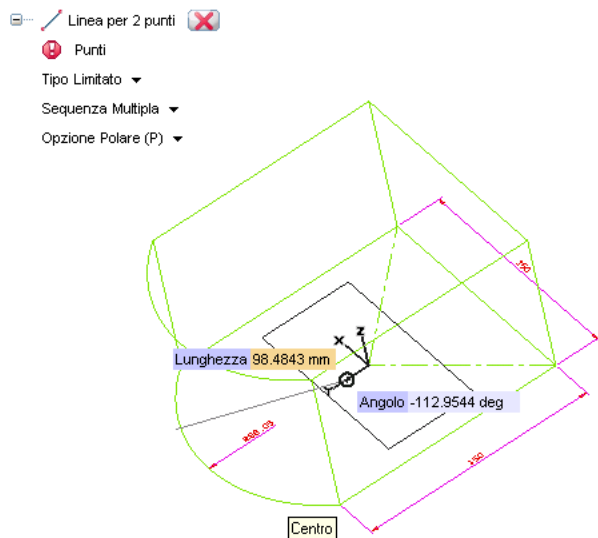 Linea per 2 punti
Punti
Tipo Limitato
Sequenza Multipla
Opzione Polare (P)
150
z
x
Lunghezza 98.4843 mm
Angolo -112.9544 deg
150
Centro